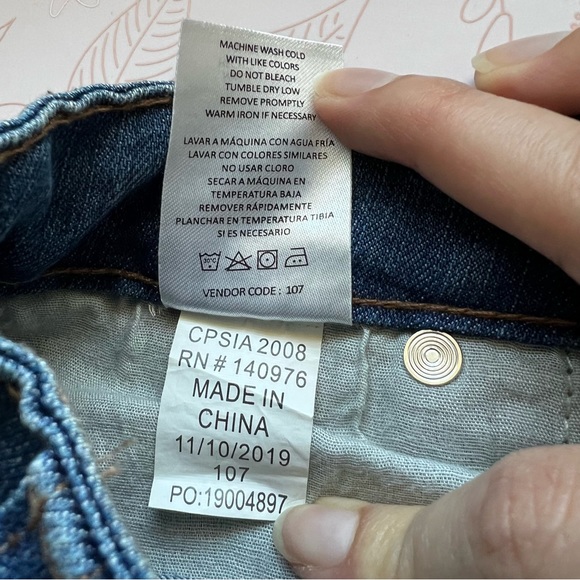 MACHINE WASH COLD
WITH LIKE COLORS
DO NOT BLEACH
TUMBLE DRY LOW
REMOVE PROMPTLY
WARM IRON IF NECESSARY
LAVAR A MÁQUINA CON AGUA FRÍA
LAVAR CON COLORES SIMILARES
NO USAR CLORO
SECAR A MÁQUINA EN
TEMPERATURA BAJA
REMOVER RÁPIDAMENTE
PLANCHAR EN TEMPERATURA TIBIA
SI ES NECESARIO
30°C
VENDOR CODE: 107
CPSIA 2008
RN # 140976
MADE IN
CHINA
11/10/2019
107
PO:19004897